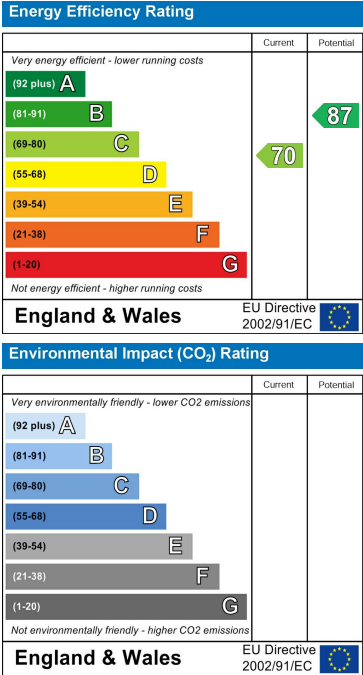 Energy Efficiency Rating
Current Potential
Very energy efficient - lower running costs
(92 plus) A
(81-91) B
87
(69-80) C
70
(55-68) D
(39-54) E
(21-38) F
(1-20) G
Not energy efficient - higher running costs
England & Wales
EU Directive
2002/91/EC
Environmental Impact (CO₂) Rating
Current Potential
Very environmentally friendly - lower CO2 emissions
(92 plus) A
(81-91) B
(69-80) C
(55-68) D
(39-54) E
(21-38) F
(1-20) G
Not environmentally friendly - higher CO2 emissions
England & Wales
EU Directive
2002/91/EC